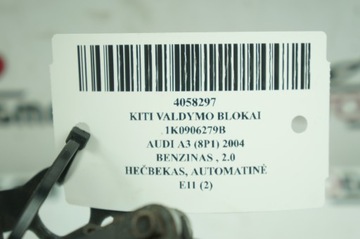 4058297
KITI VALDYMO BLOKAI
1K0906279B
AUDI A3 (8P1) 2004
BENZINAS , 2.0
HEČBEKAS, AUTOMATINĖ
E11 (2)